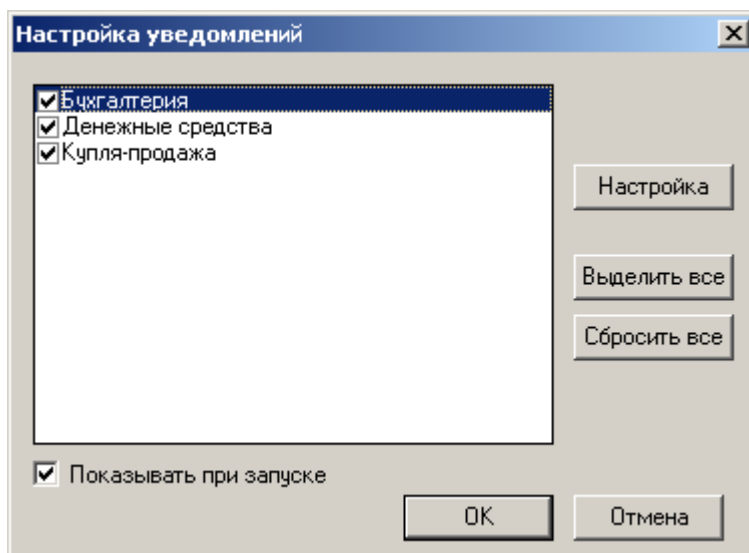 Настройка уведомлений
Бухгалтерия
Денежные средства
Купля-продажа
Настройка
Выделить все
Сбросить все
Показывать при запуске
OK
Отмена